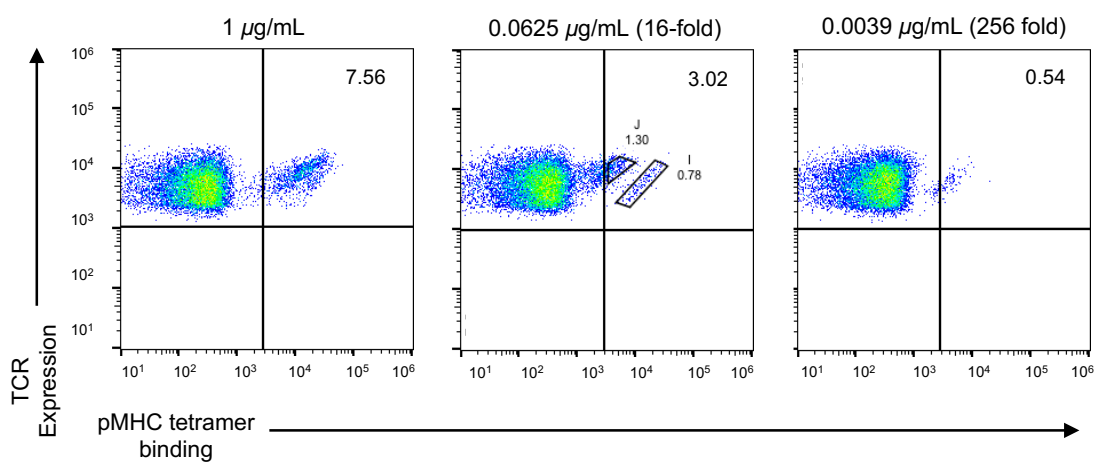 1 µg/mL
0.0625 µg/mL (16-fold)
0.0039 µg/mL (256 fold)
7.56
3.02
0.54
J
1.30
I
0.78
10⁶
10⁵
10⁴
10³
10²
10¹
10¹ 10² 10³ 10⁴ 10⁵ 10⁶
10¹ 10² 10³ 10⁴ 10⁵ 10⁶
10¹ 10² 10³ 10⁴ 10⁵ 10⁶
TCR
Expression
pMHC tetramer
binding